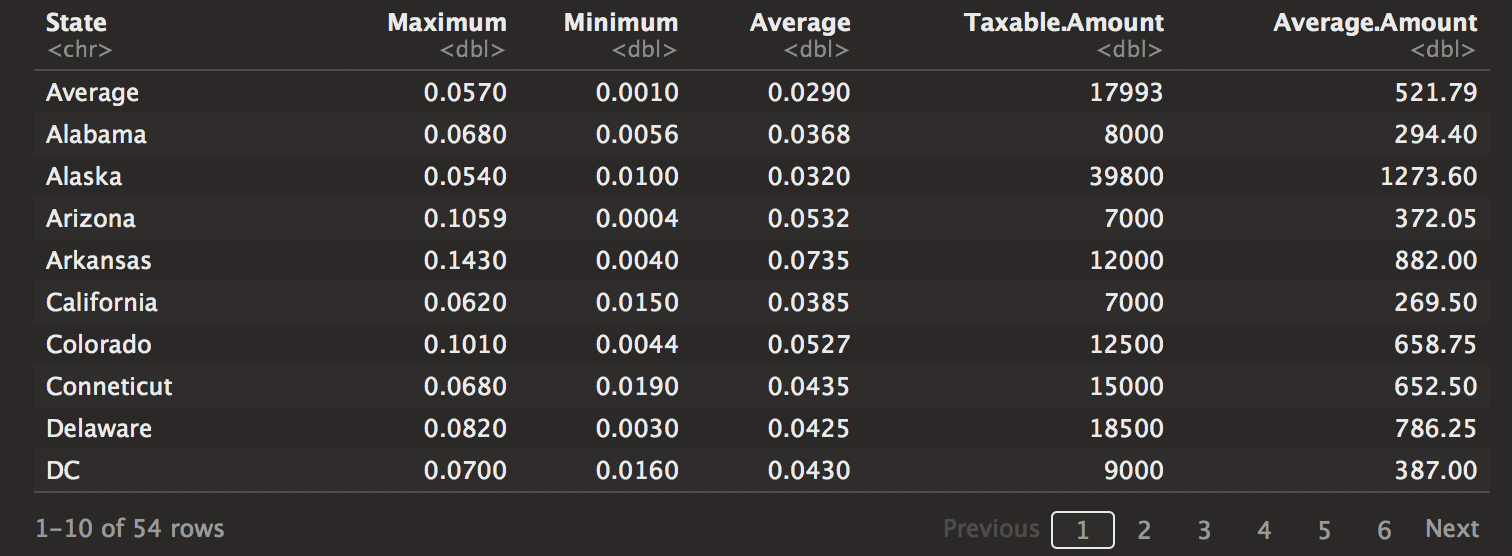 State Maximum Minimum Average Taxable.Amount Average.Amount
<chr> <dbl> <dbl> <dbl> <dbl> <dbl>
Average 0.0570 0.0010 0.0290 17993 521.79
Alabama 0.0680 0.0056 0.0368 8000 294.40
Alaska 0.0540 0.0100 0.0320 39800 1273.60
Arizona 0.1059 0.0004 0.0532 7000 372.05
Arkansas 0.1430 0.0040 0.0735 12000 882.00
California 0.0620 0.0150 0.0385 7000 269.50
Colorado 0.1010 0.0044 0.0527 12500 658.75
Conneticut 0.0680 0.0190 0.0435 15000 652.50
Delaware 0.0820 0.0030 0.0425 18500 786.25
DC 0.0700 0.0160 0.0430 9000 387.00
1-10 of 54 rows Previous 1 2 3 4 5 6 Next